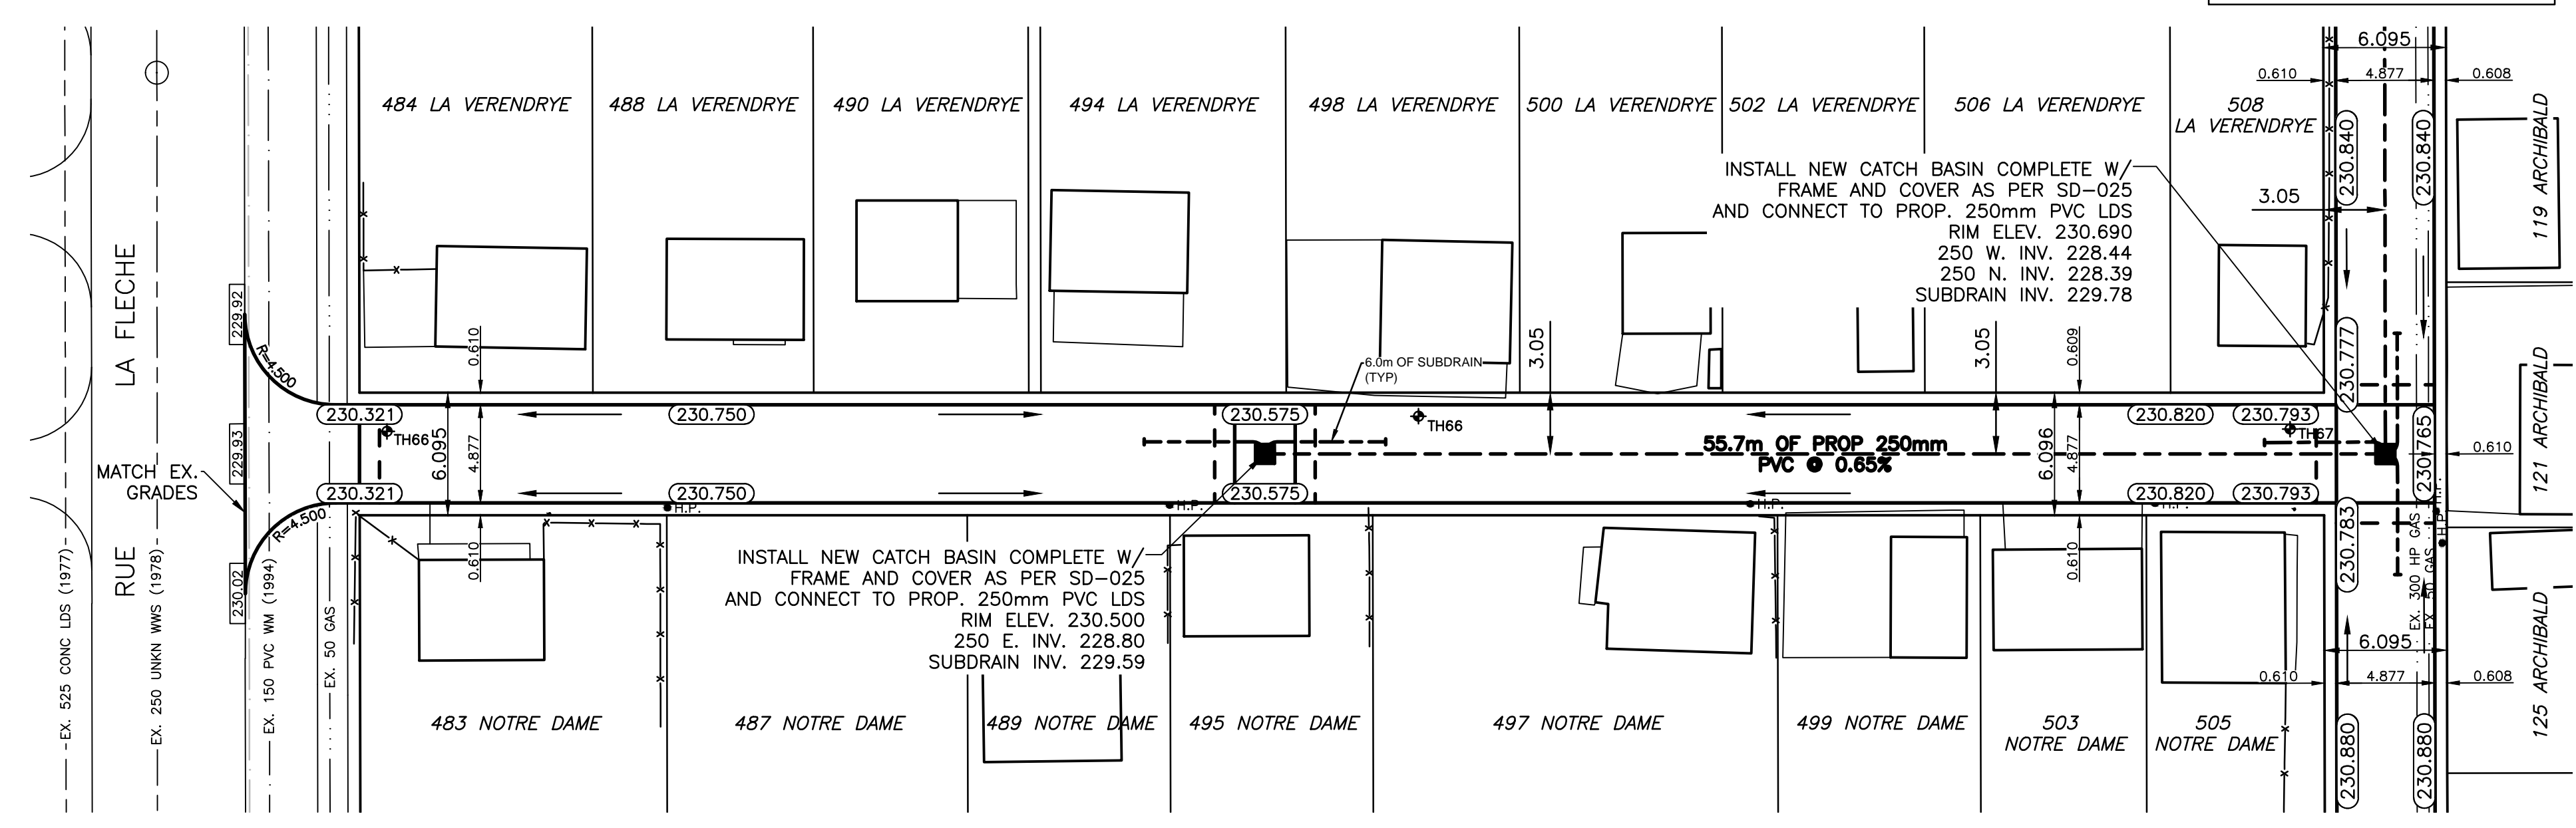 6.095
0.610
4.877
0.608
484 LA VERENDRYE
488 LA VERENDRYE
490 LA VERENDRYE
494 LA VERENDRYE
498 LA VERENDRYE
500 LA VERENDRYE
502 LA VERENDRYE
506 LA VERENDRYE
508
LA VERENDRYE
119 ARCHIBALD
230.840
230.840
INSTALL NEW CATCH BASIN COMPLETE W/
FRAME AND COVER AS PER SD-025
AND CONNECT TO PROP. 250mm PVC LDS
RIM ELEV. 230.690
250 W. INV. 228.44
250 N. INV. 228.39
SUBDRAIN INV. 229.78
3.05
RUE LA FLECHE
229.92
R=4.500
0.610
6.0m OF SUBDRAIN
(TYP)
3.05
3.05
0.609
230.777
121 ARCHIBALD
230.321
230.750
230.575
TH66
230.820
230.793
TH66
6.095
4.877
229.93
55.7m OF PROP 250mm
PVC @ 0.65%
6.096
4.877
TH67
230.765
0.610
MATCH EX.
GRADES
230.321
230.750
230.575
230.820
230.793
H.P.
H.P.
H.P.
H.P.
H.P.
H.P.
R=4.500
0.610
0.610
230.783
230.02
EX. 525 CONC LDS (1977)
EX. 250 UNKN WWS (1978)
EX. 150 PVC WM (1994)
EX. 50 GAS
EX. 300 HP GAS
EX. 50 GAS
INSTALL NEW CATCH BASIN COMPLETE W/
FRAME AND COVER AS PER SD-025
AND CONNECT TO PROP. 250mm PVC LDS
RIM ELEV. 230.500
250 E. INV. 228.80
SUBDRAIN INV. 229.59
6.095
0.610
4.877
0.608
125 ARCHIBALD
483 NOTRE DAME
487 NOTRE DAME
489 NOTRE DAME
495 NOTRE DAME
497 NOTRE DAME
499 NOTRE DAME
503
NOTRE DAME
505
NOTRE DAME
230.880
230.880